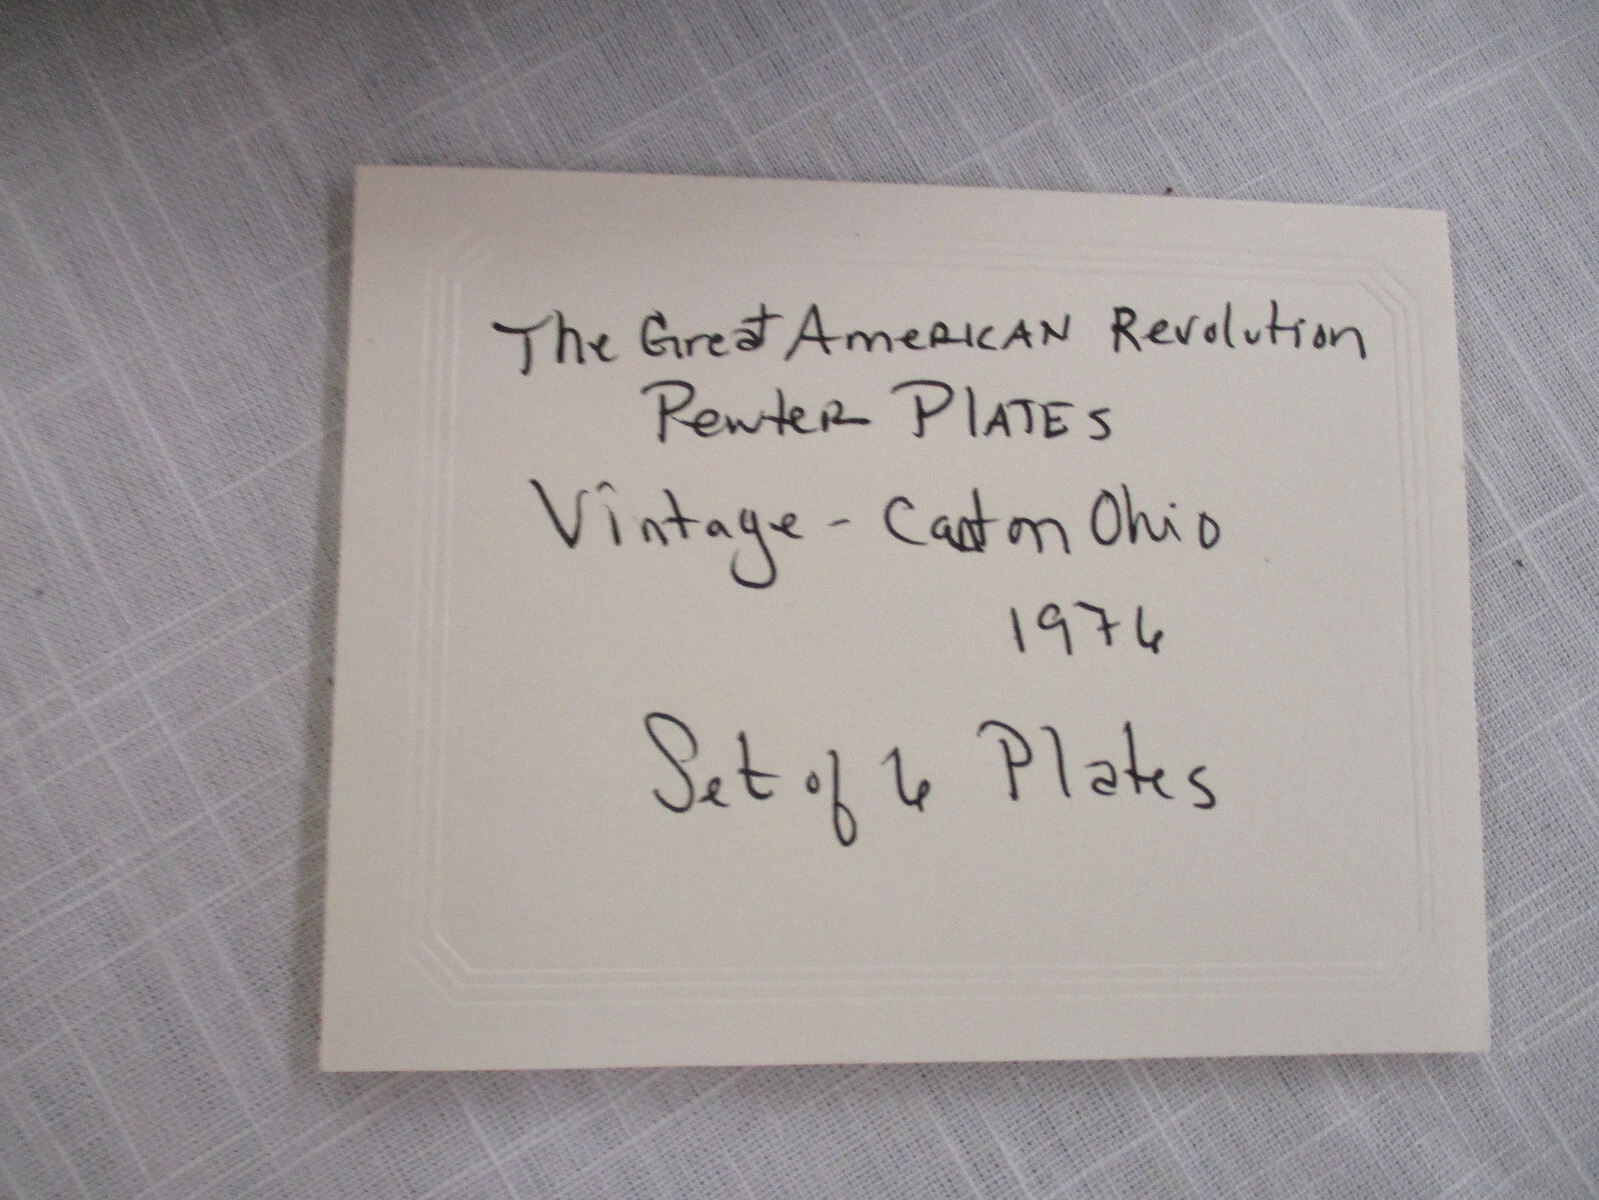 The Great American Revolution
Pewter Plates
Vintage - Canton Ohio
1976
Set of 6 Plates